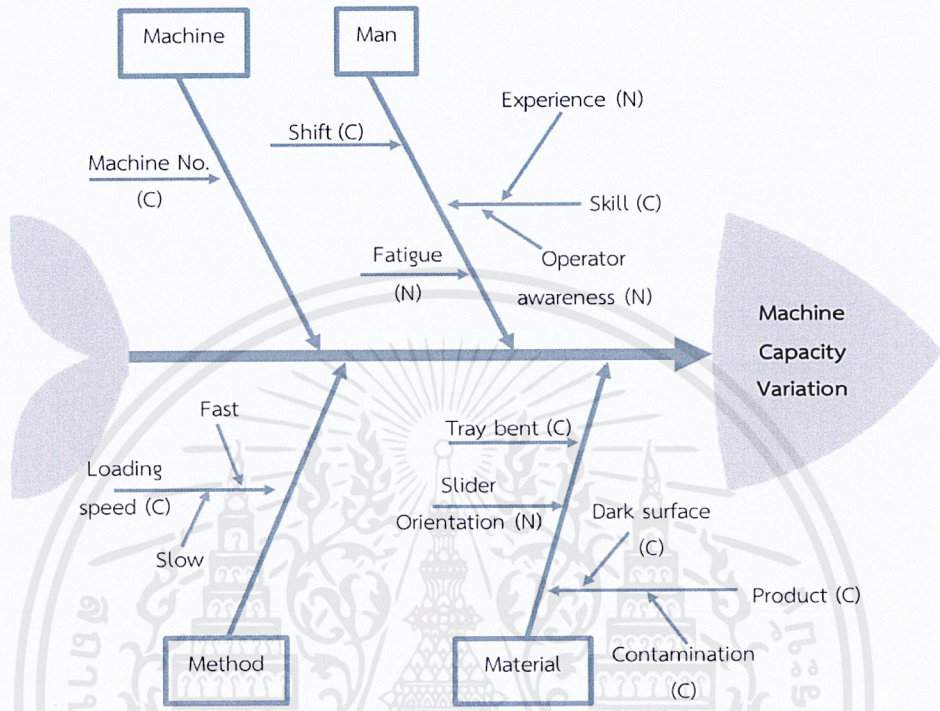 Machine
Man
Experience (N)
Shift (C)
Machine No.
(C)
Skill (C)
Fatigue
(N)
Operator
awareness (N)
Machine
Capacity
Variation
Fast
Loading
speed (C)
Slow
Tray bent (C)
Slider
Orientation (N)
Dark surface
(C)
Product (C)
Contamination
(C)
Method
Material